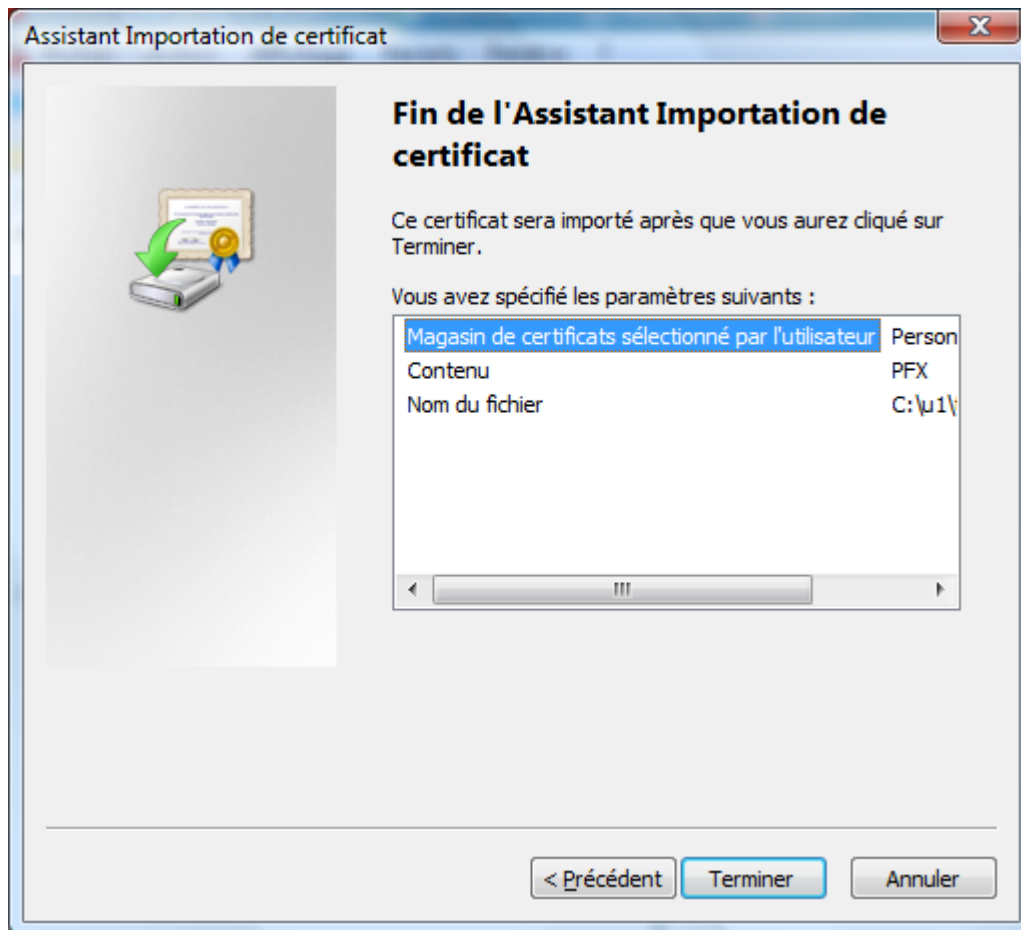 Assistant Importation de certificat
Fin de l'Assistant Importation de
certificat
Ce certificat sera importé après que vous aurez cliqué sur
Terminer.
Vous avez spécifié les paramètres suivants :
Magasin de certificats sélectionné par l'utilisateur Person
Contenu PFX
Nom du fichier C:\u1\
< Précédent Terminer Annuler